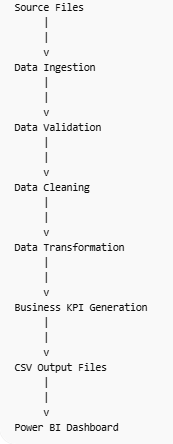 Source Files
|
|
v
Data Ingestion
|
|
v
Data Validation
|
|
v
Data Cleaning
|
|
v
Data Transformation
|
|
v
Business KPI Generation
|
|
v
CSV Output Files
|
|
v
Power BI Dashboard